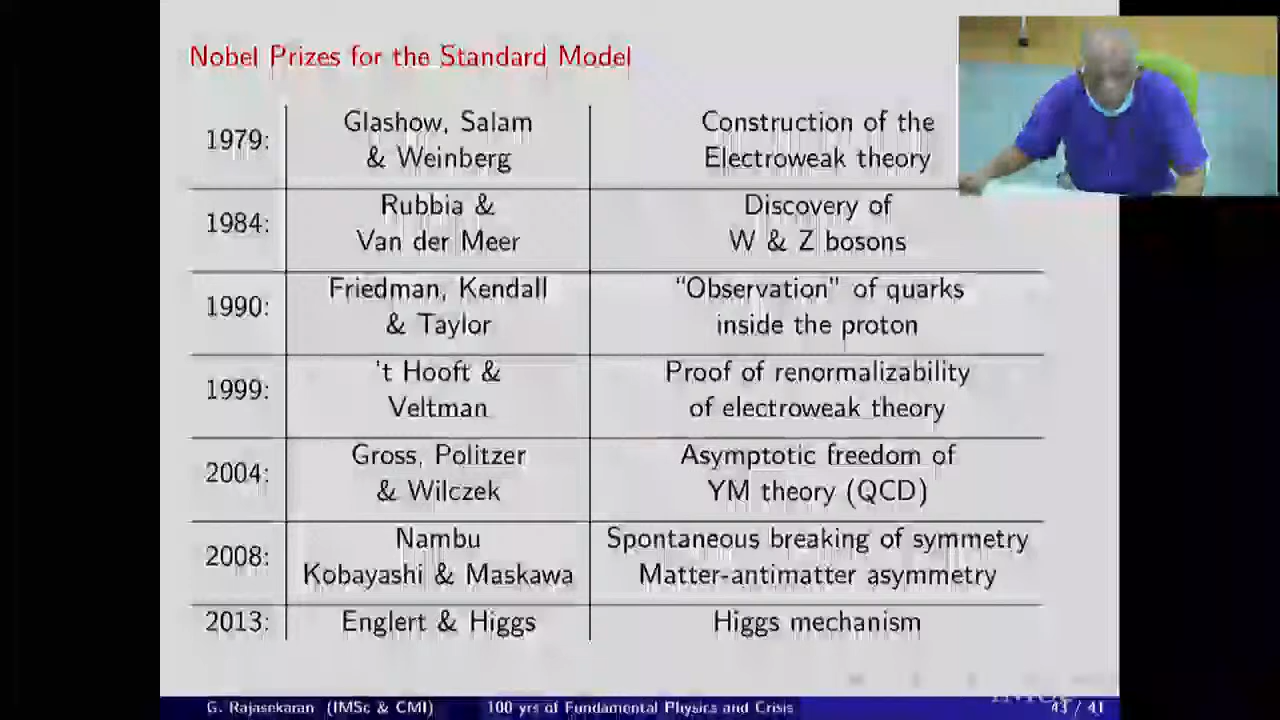 Nobel Prizes for the Standard Model
1979:
Glashow, Salam
& Weinberg
Construction of the
Electroweak theory
1984:
Rubbia &
Van der Meer
Discovery of
W & Z bosons
1990:
Friedman, Kendall
& Taylor
“Observation” of quarks
inside the proton
1999:
't Hooft &
Veltman
Proof of renormalizability
of electroweak theory
2004:
Gross, Politzer
& Wilczek
Asymptotic freedom of
YM theory (QCD)
2008:
Nambu
Kobayashi & Maskawa
Spontaneous breaking of symmetry
Matter-antimatter asymmetry
2013:
Englert & Higgs
Higgs mechanism
G. Rajasekaran (IMSc & CMI) 100 yrs of Fundamental Physics and Crisis 43 / 41